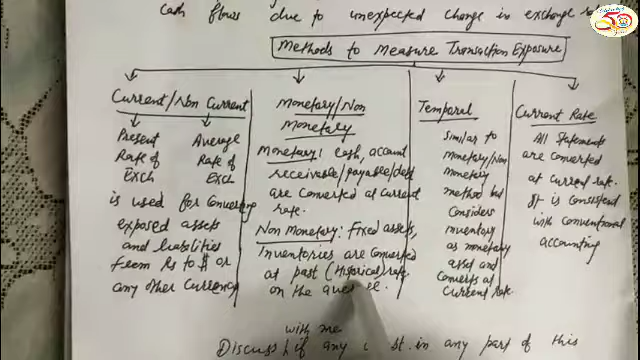 cash flows due to unexpected change in exchange
Methods to Measure Transaction Exposure
Current/Non Current
Present Average
Rate of Rate of
Exch Exch
is used for converting
exposed assets
and liabilities
from Rs to $ or
any other currency
Monetary/Non
Monetary
Monetary: cash, account
receivable/payable/debt
are converted at current
rate.
Non Monetary: Fixed assets,
Inventories are converted
at past (Historical) rate
on the
Temporal
Similar to
monetary/Non
monetary
method but
Considers
inventory
as monetary
asset and
converts at
current rate.
Current Rate
All Statements
are converted
at current rate.
It is consistent
with conventional
accounting
with me
Discuss if any in any part of this
50